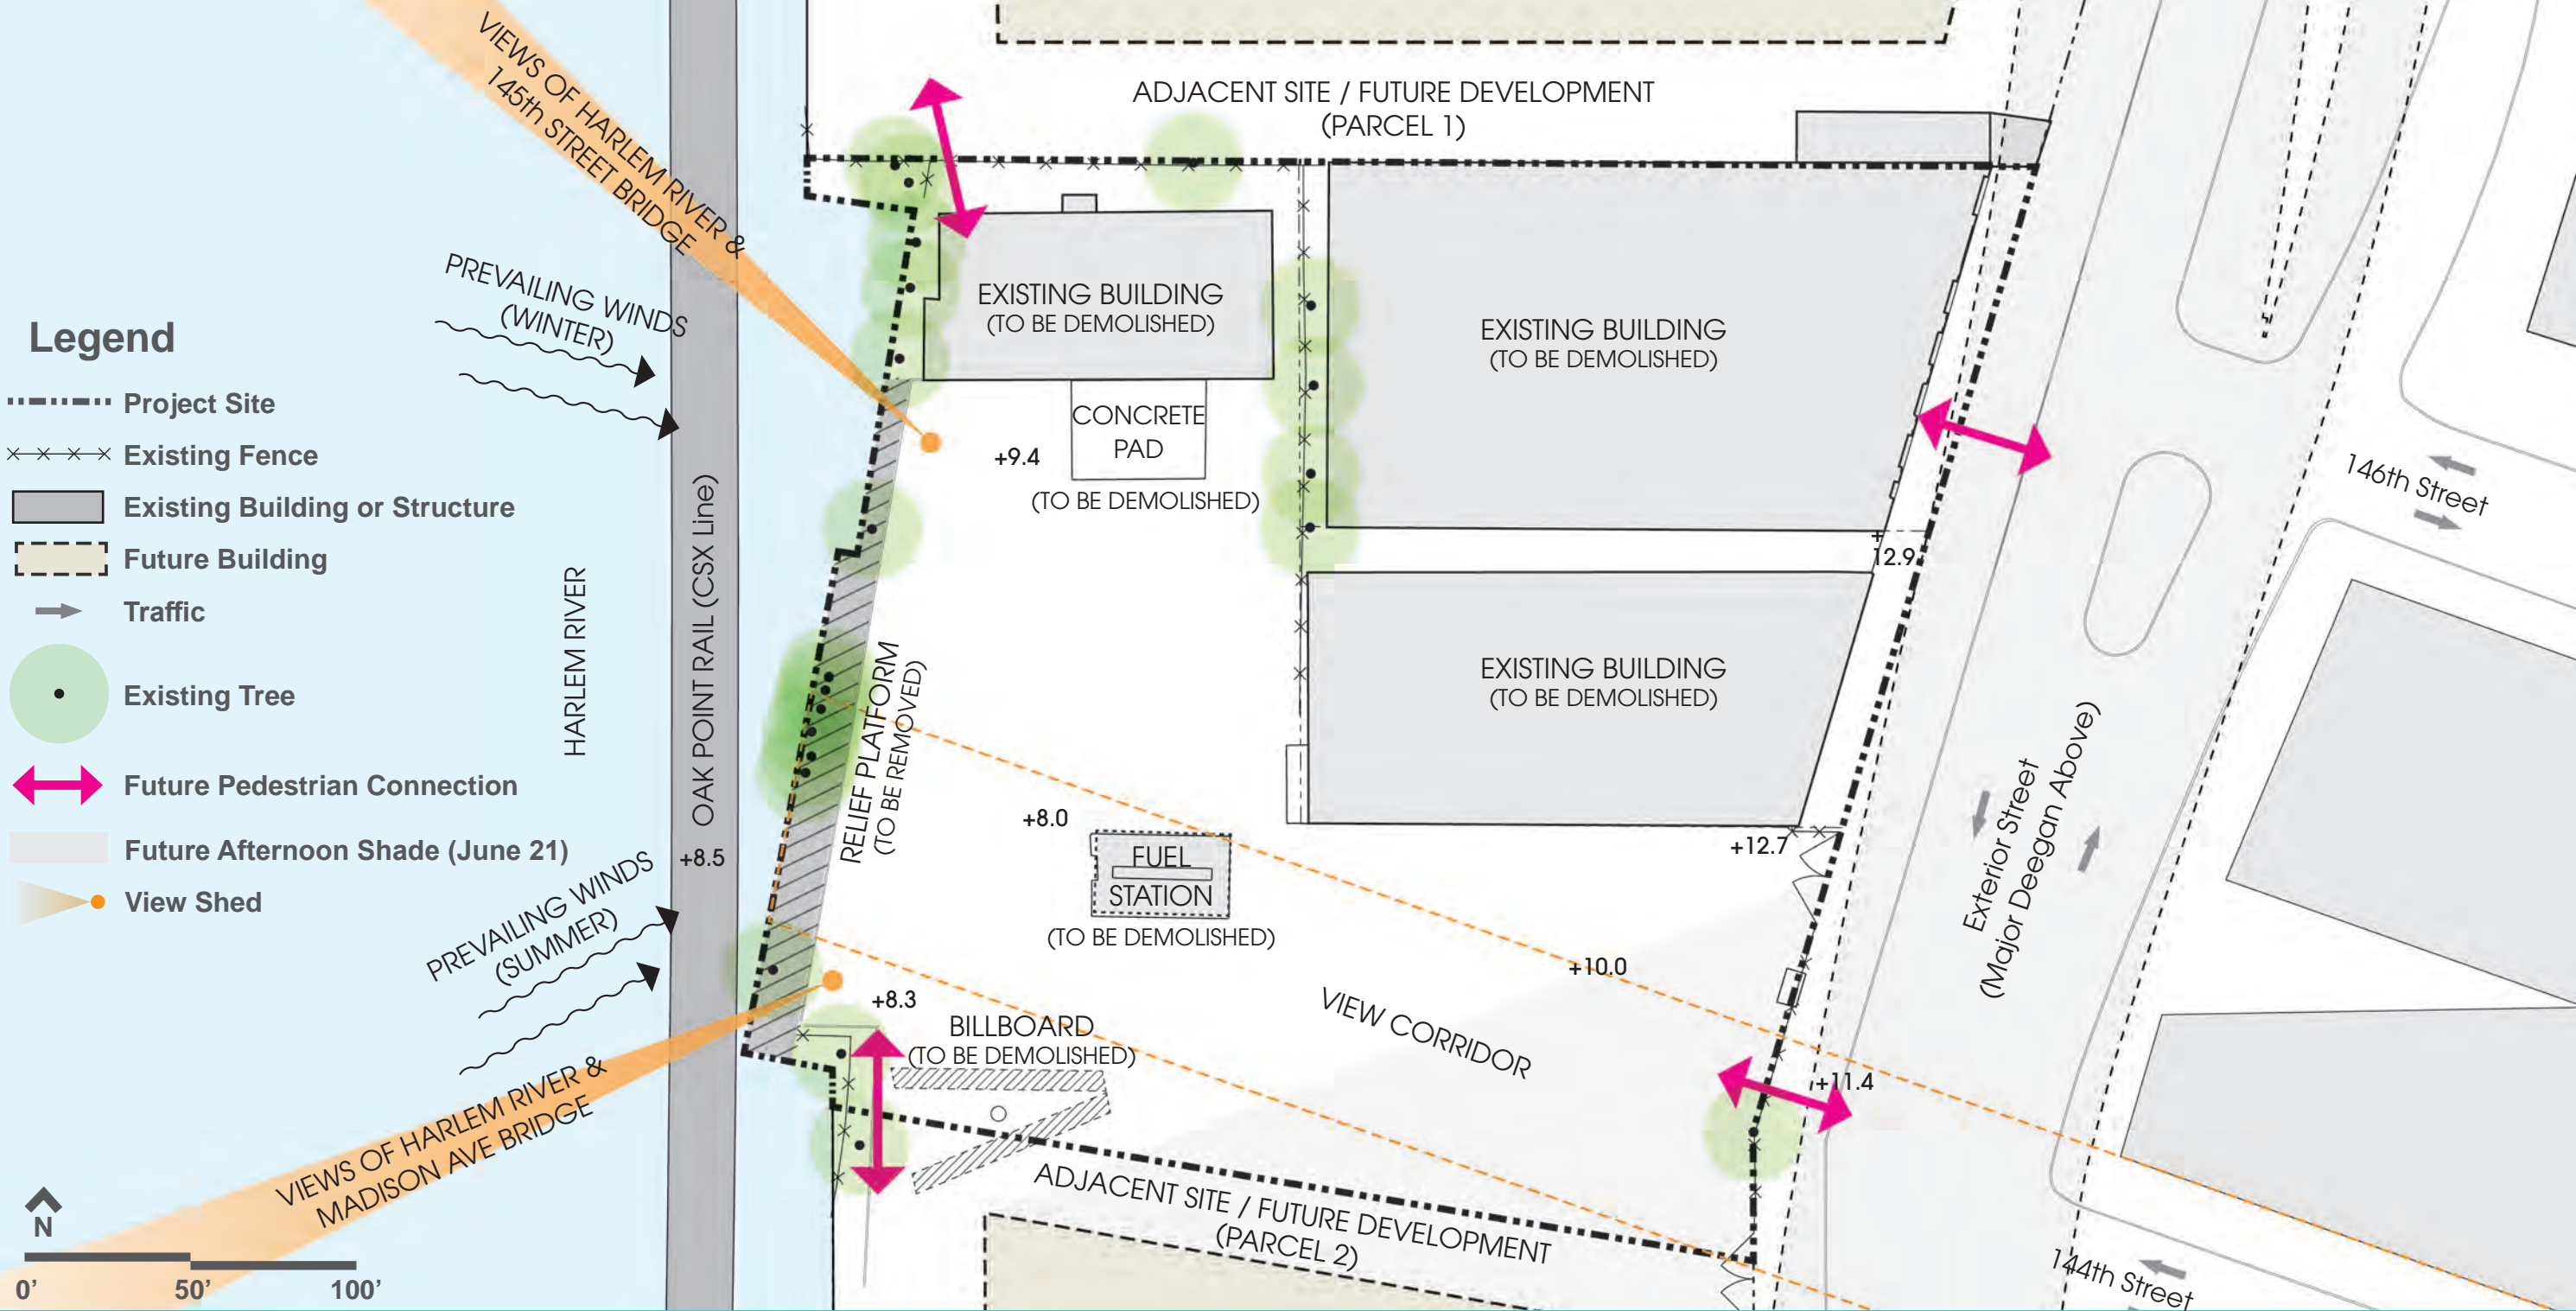 VIEWS OF HARLEM RIVER &
145th STREET BRIDGE
ADJACENT SITE / FUTURE DEVELOPMENT
(PARCEL 1)
PREVAILING WINDS
(WINTER)
Legend
Project Site
Existing Fence
Existing Building or Structure
Future Building
Traffic
Existing Tree
Future Pedestrian Connection
Future Afternoon Shade (June 21)
View Shed
HARLEM RIVER
OAK POINT RAIL (CSX Line)
+8.5
EXISTING BUILDING
(TO BE DEMOLISHED)
EXISTING BUILDING
(TO BE DEMOLISHED)
CONCRETE
PAD
(TO BE DEMOLISHED)
+9.4
146th Street
+
12.9
EXISTING BUILDING
(TO BE DEMOLISHED)
RELIEF PLATFORM
(TO BE REMOVED)
+8.0
FUEL
STATION
(TO BE DEMOLISHED)
+12.7
Exterior Street
(Major Deegan Above)
PREVAILING WINDS
(SUMMER)
+8.3
+10.0
VIEW CORRIDOR
BILLBOARD
(TO BE DEMOLISHED)
+11.4
VIEWS OF HARLEM RIVER &
MADISON AVE BRIDGE
ADJACENT SITE / FUTURE DEVELOPMENT
(PARCEL 2)
144th Street
N
0' 50' 100'